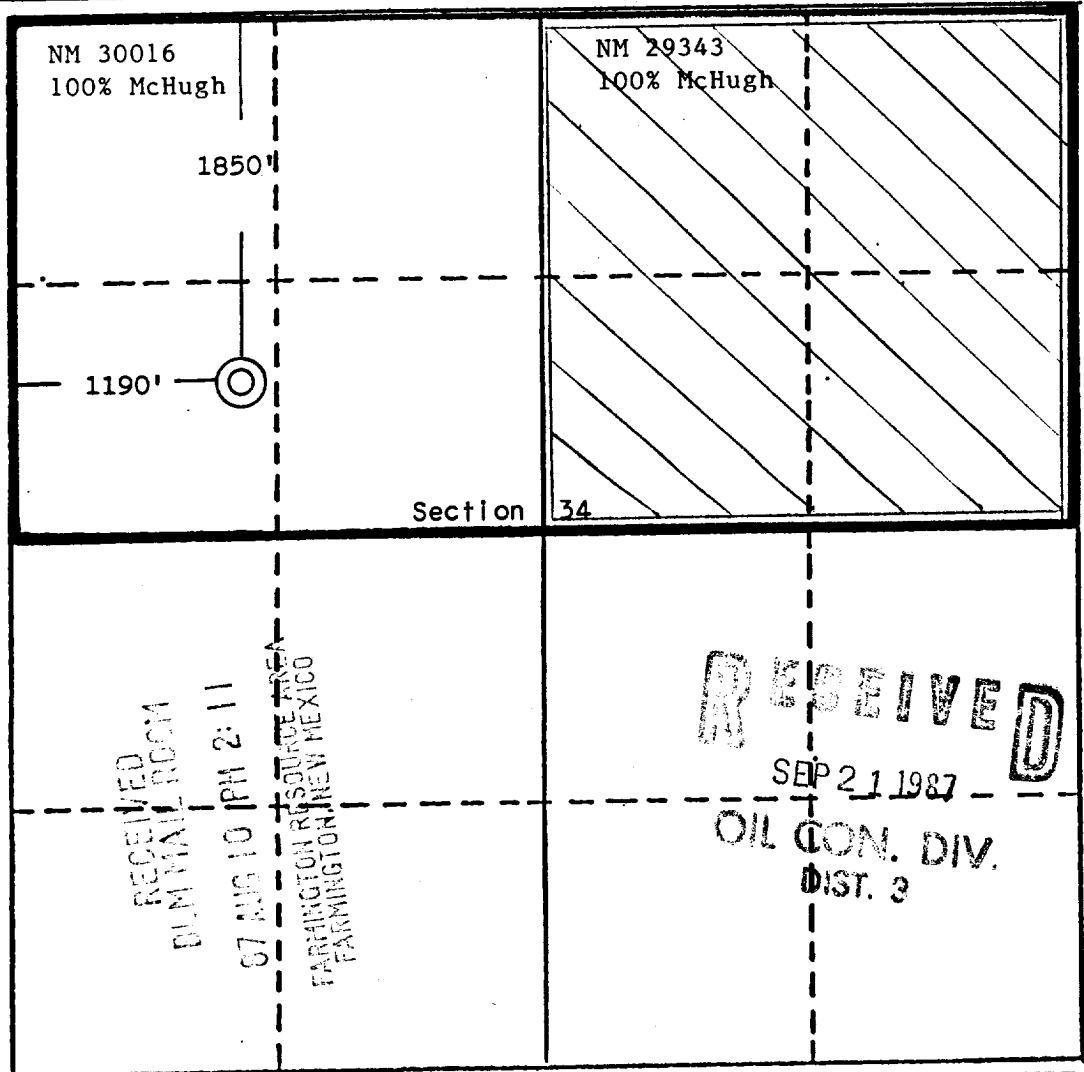 NM 30016
100% McHugh
NM 29343
100% McHugh
1850'
1190'
Section 34
RECEIVED
BLM MAIL ROOM
87 AUG 10 PM 2:11
FARMINGTON RESOURCE AREA
FARMINGTON, NEW MEXICO
RECEIVED
SEP 21 1987
OIL CON. DIV.
DIST. 3